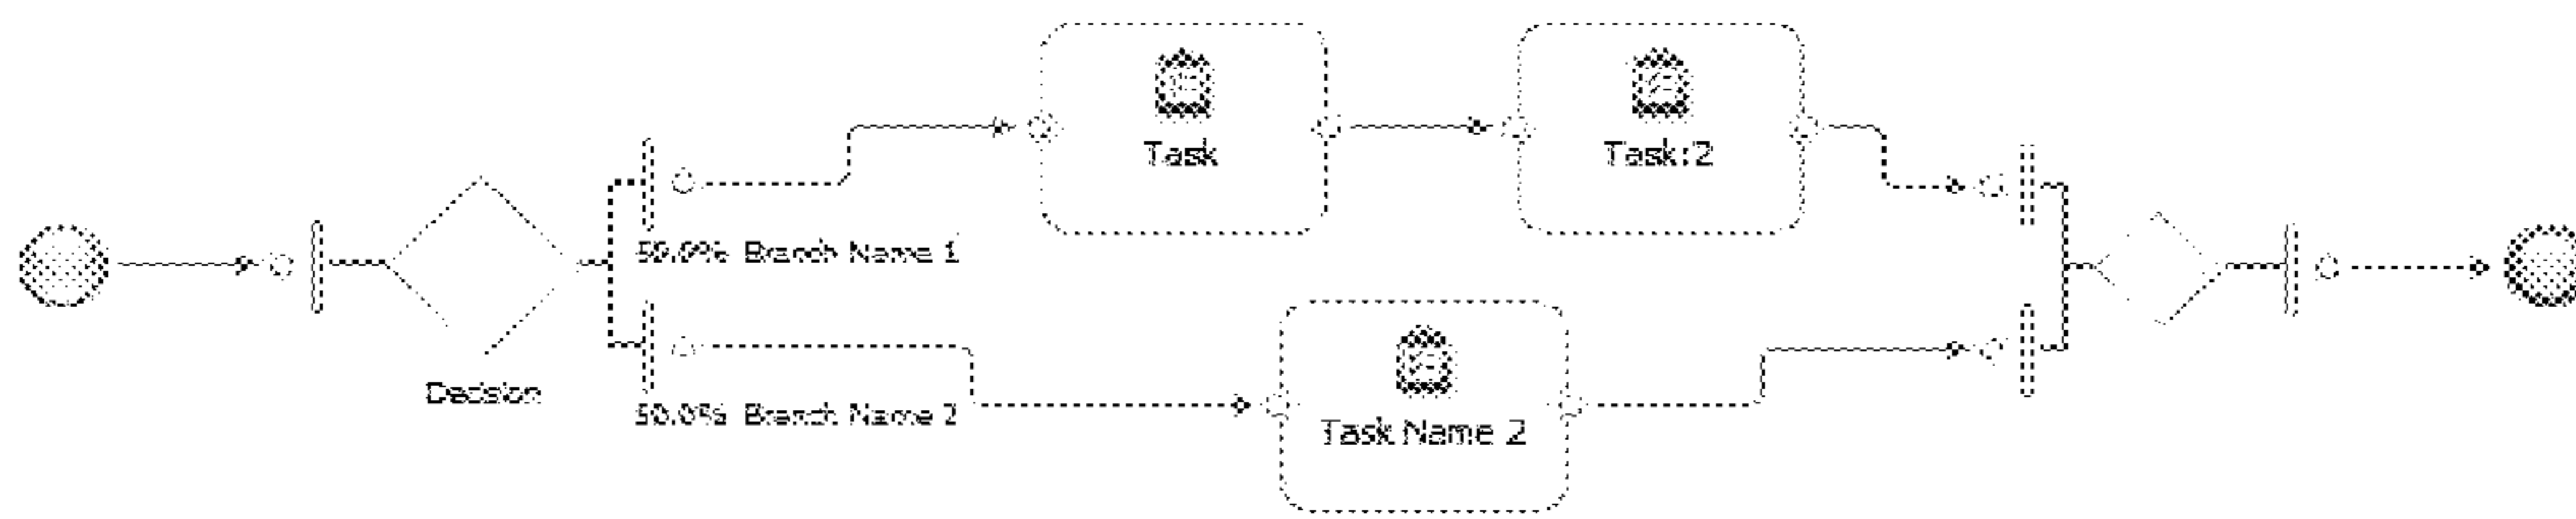 Task
Task:2
50.0% Branch Name 1
Decision
50.0% Branch Name 2
Task Name 2